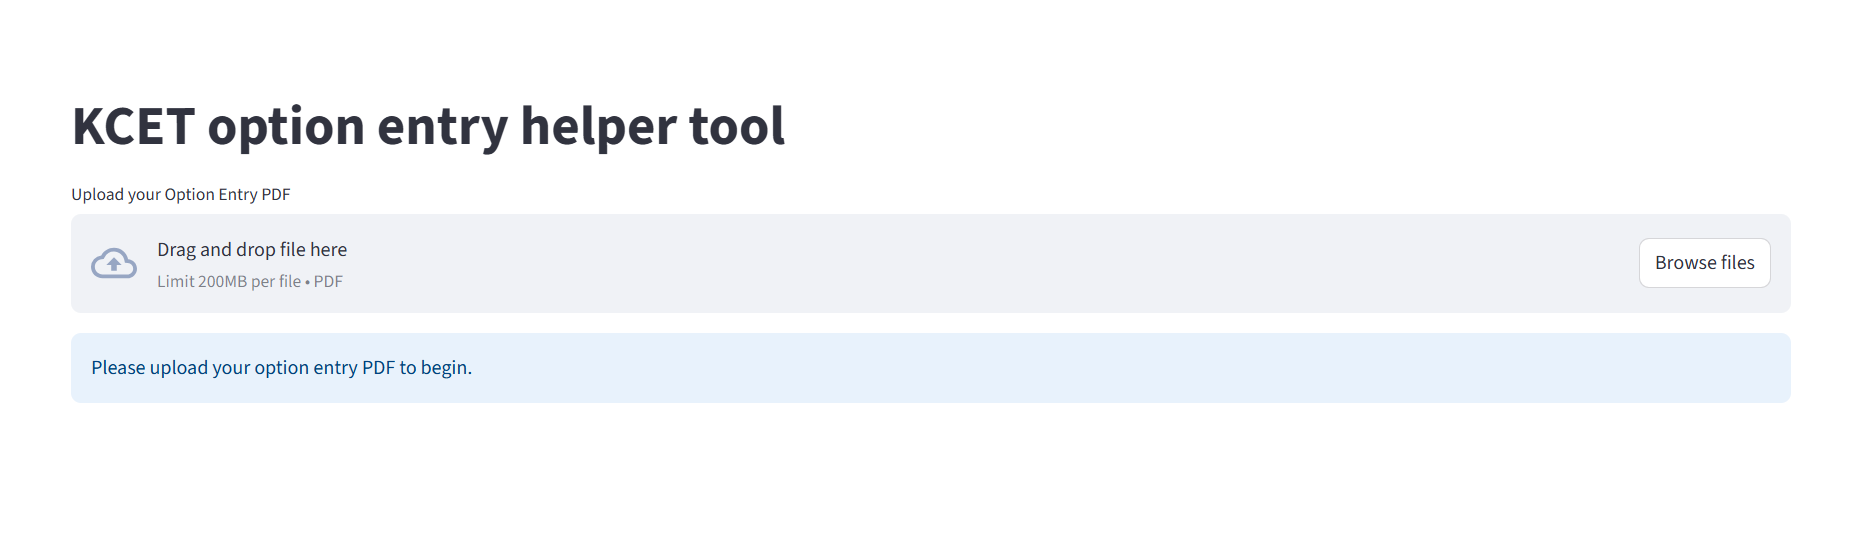 KCET option entry helper tool
Upload your Option Entry PDF
Drag and drop file here
Limit 200MB per file • PDF
Browse files
Please upload your option entry PDF to begin.